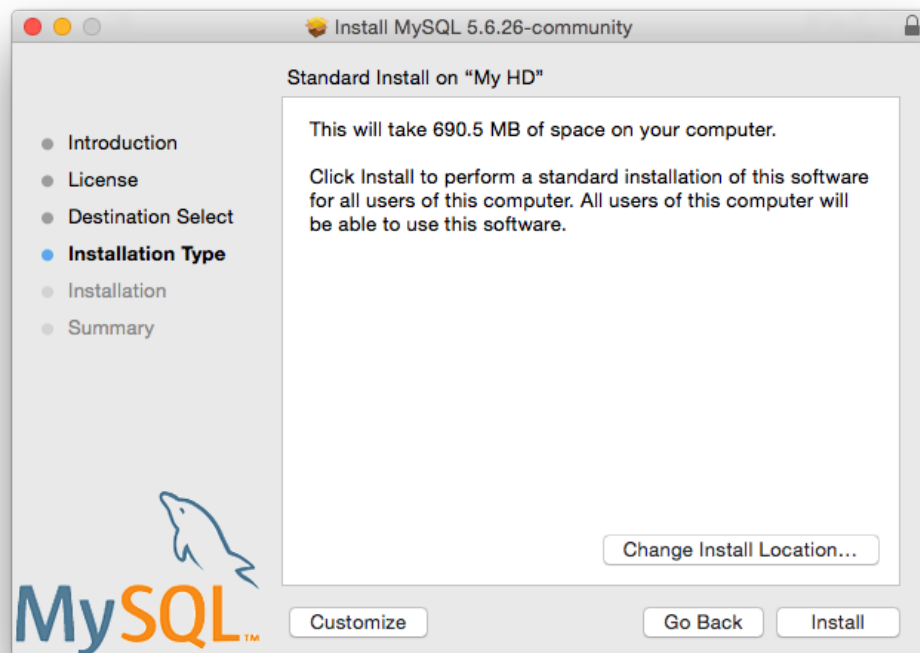 Install MySQL 5.6.26-community
Standard Install on “My HD”
Introduction
License
Destination Select
Installation Type
Installation
Summary
This will take 690.5 MB of space on your computer.
Click Install to perform a standard installation of this software
for all users of this computer. All users of this computer will
be able to use this software.
Change Install Location...
MySQL™
Customize
Go Back
Install